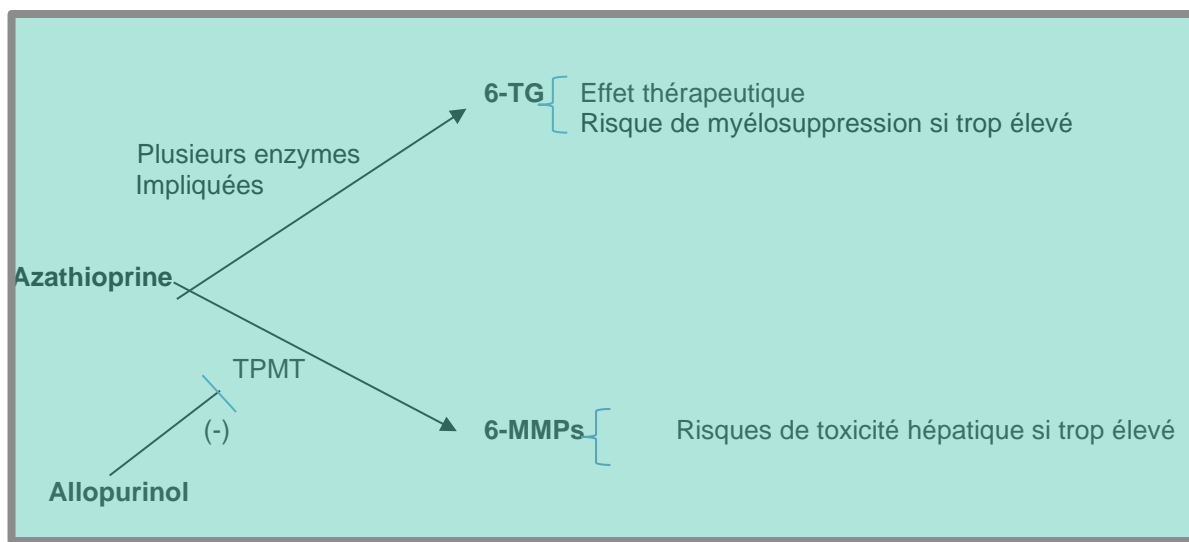 6-TG Effet thérapeutique
Risque de myélosuppression si trop élevé
Plusieurs enzymes
Impliquées
Azathioprine
TPMT
(-)
6-MMPs Risques de toxicité hépatique si trop élevé
Allopurinol